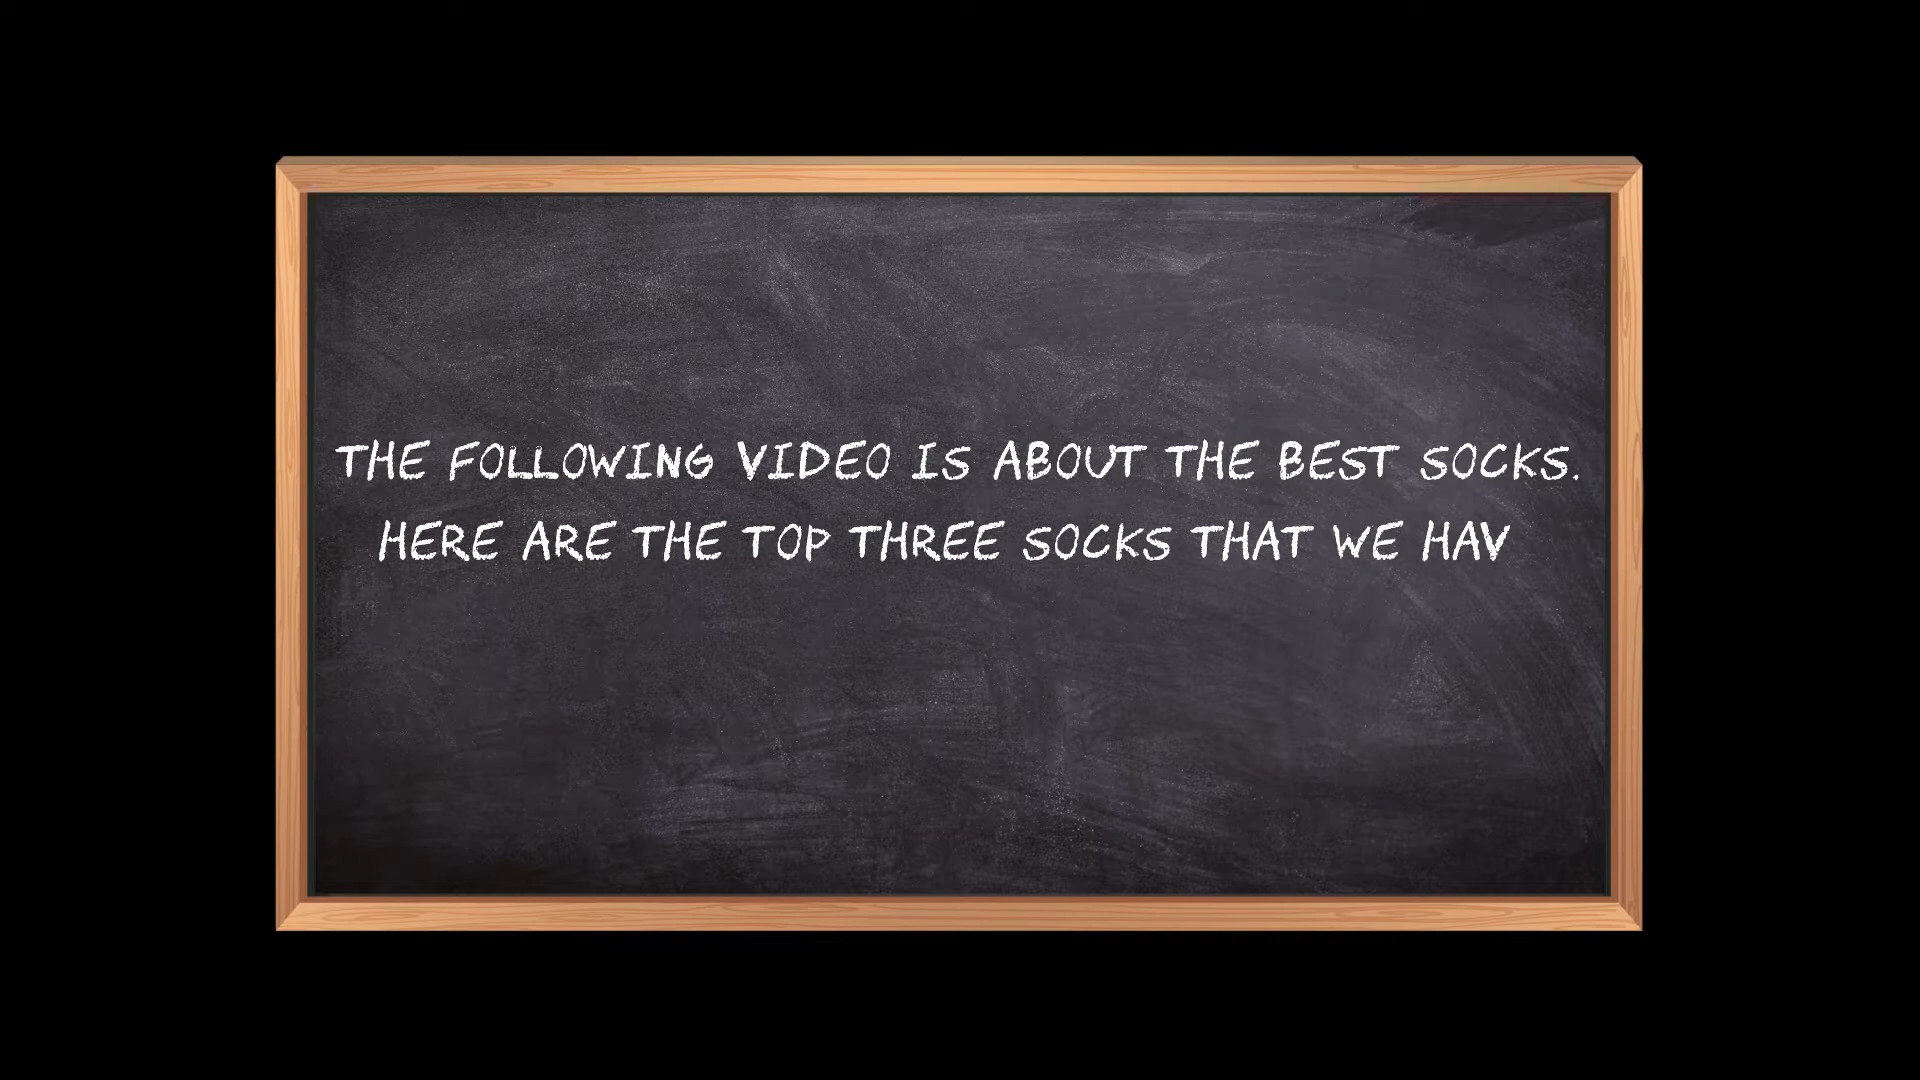 THE FOLLOWING VIDEO IS ABOUT THE BEST SOCKS.
HERE ARE THE TOP THREE SOCKS THAT WE HAV